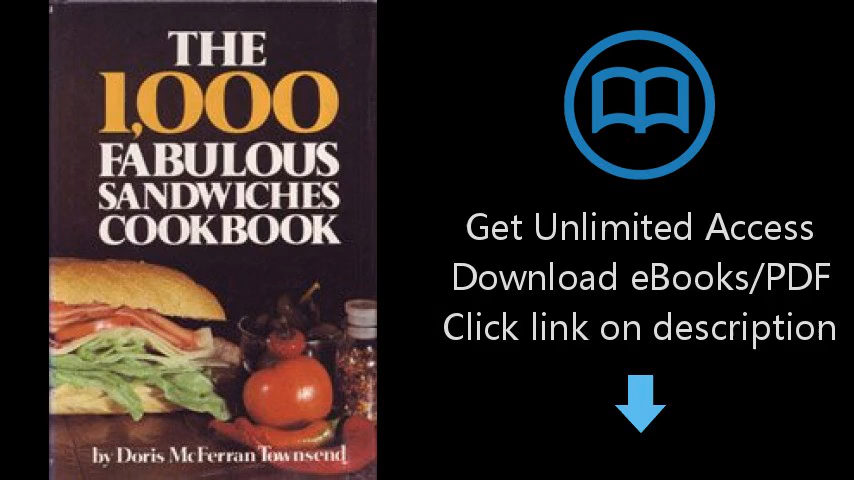 THE
1,000
FABULOUS
SANDWICHES
COOKBOOK
by Doris McFerran Townsend
Get Unlimited Access
Download eBooks/PDF
Click link on description